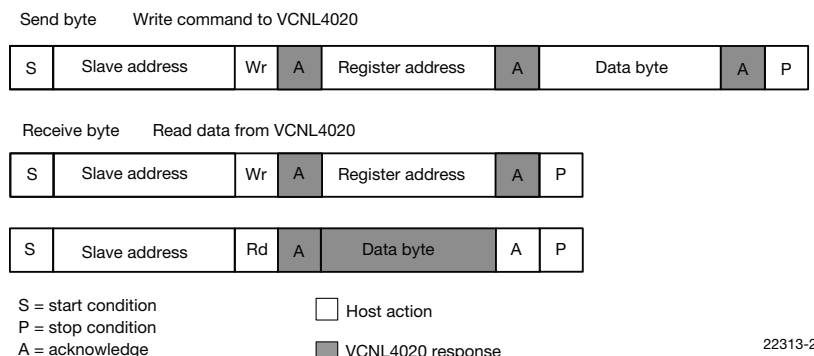 Send byte Write command to VCNL4020
S Slave address Wr A Register address A Data byte A P
Receive byte Read data from VCNL4020
S Slave address Wr A Register address A P
S Slave address Rd A Data byte A P
S = start condition
P = stop condition
A = acknowledge
Host action
VCNL4020 response
22313-2